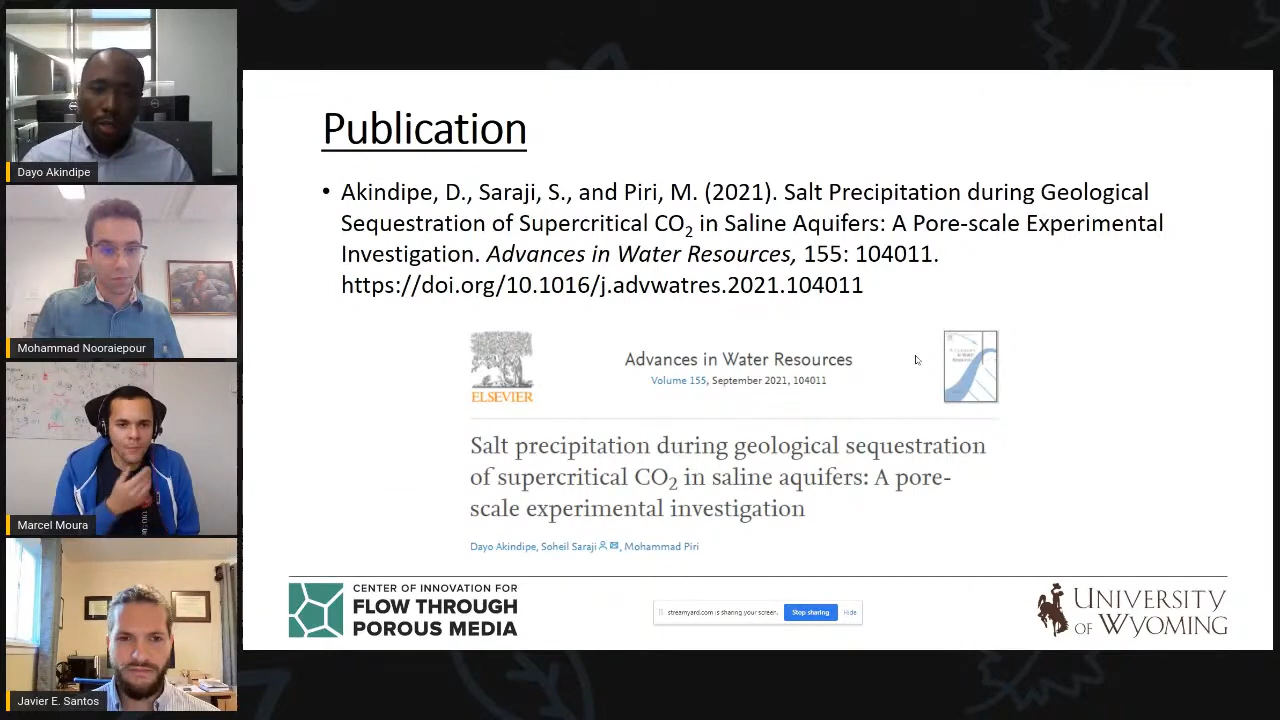 Dayo Akindipe
Mohammad Nooraiepour
Marcel Moura
Javier E. Santos
Publication
• Akindipe, D., Saraji, S., and Piri, M. (2021). Salt Precipitation during Geological
Sequestration of Supercritical CO2 in Saline Aquifers: A Pore-scale Experimental
Investigation. Advances in Water Resources, 155: 104011.
https://doi.org/10.1016/j.advwatres.2021.104011
ELSEVIER
Advances in Water Resources
Volume 155, September 2021, 104011
Salt precipitation during geological sequestration
of supercritical CO2 in saline aquifers: A pore-
scale experimental investigation
Dayo Akindipe, Soheil Saraji, Mohammad Piri
CENTER OF INNOVATION FOR
FLOW THROUGH
POROUS MEDIA
streamyard.com is sharing your screen.
Stop sharing
Hide
UNIVERSITY
OF WYOMING